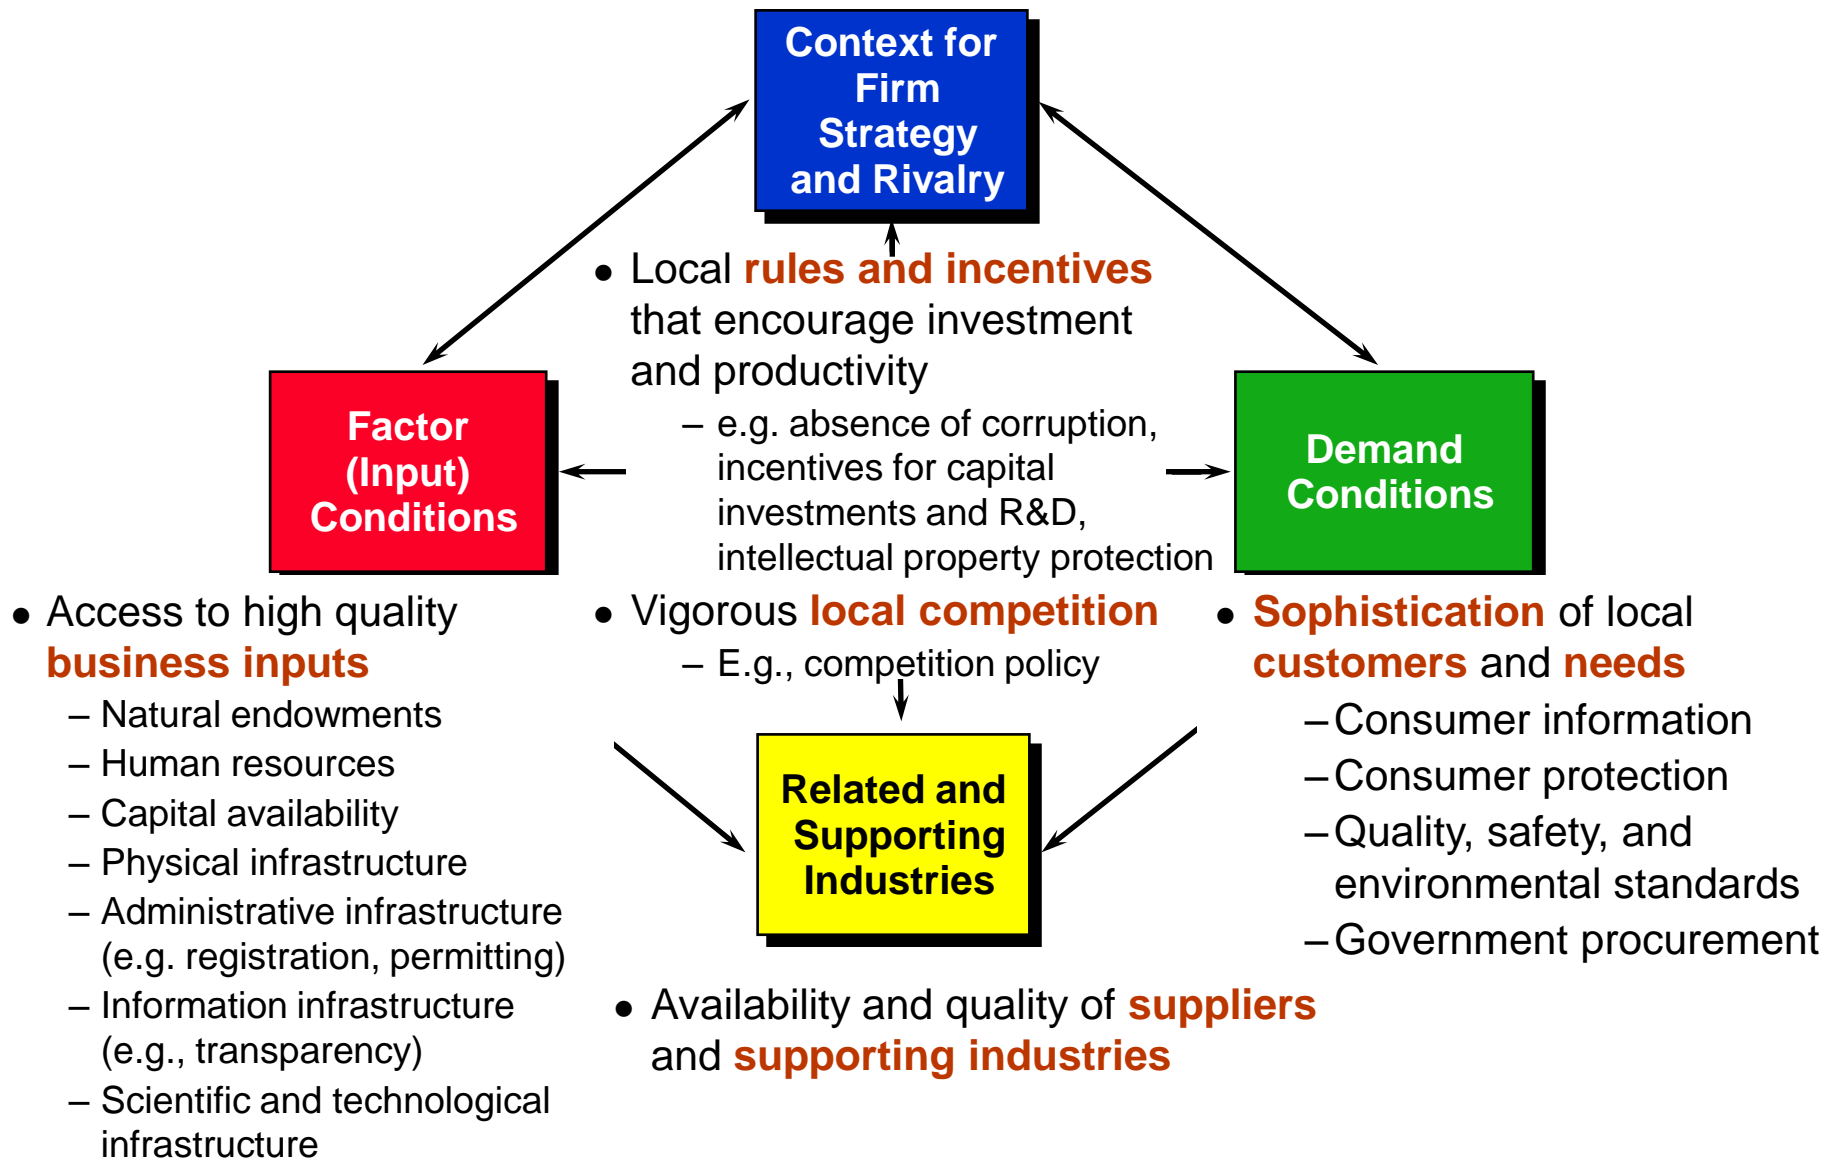 Context for
Firm
Strategy
and Rivalry
● Local rules and incentives
that encourage investment
and productivity
– e.g. absence of corruption,
incentives for capital
investments and R&D,
intellectual property protection
● Vigorous local competition
– E.g., competition policy
Factor
(Input)
Conditions
● Access to high quality
business inputs
– Natural endowments
– Human resources
– Capital availability
– Physical infrastructure
– Administrative infrastructure
(e.g. registration, permitting)
– Information infrastructure
(e.g., transparency)
– Scientific and technological
infrastructure
Demand
Conditions
● Sophistication of local
customers and needs
–Consumer information
–Consumer protection
–Quality, safety, and
environmental standards
–Government procurement
Related and
Supporting
Industries
● Availability and quality of suppliers
and supporting industries